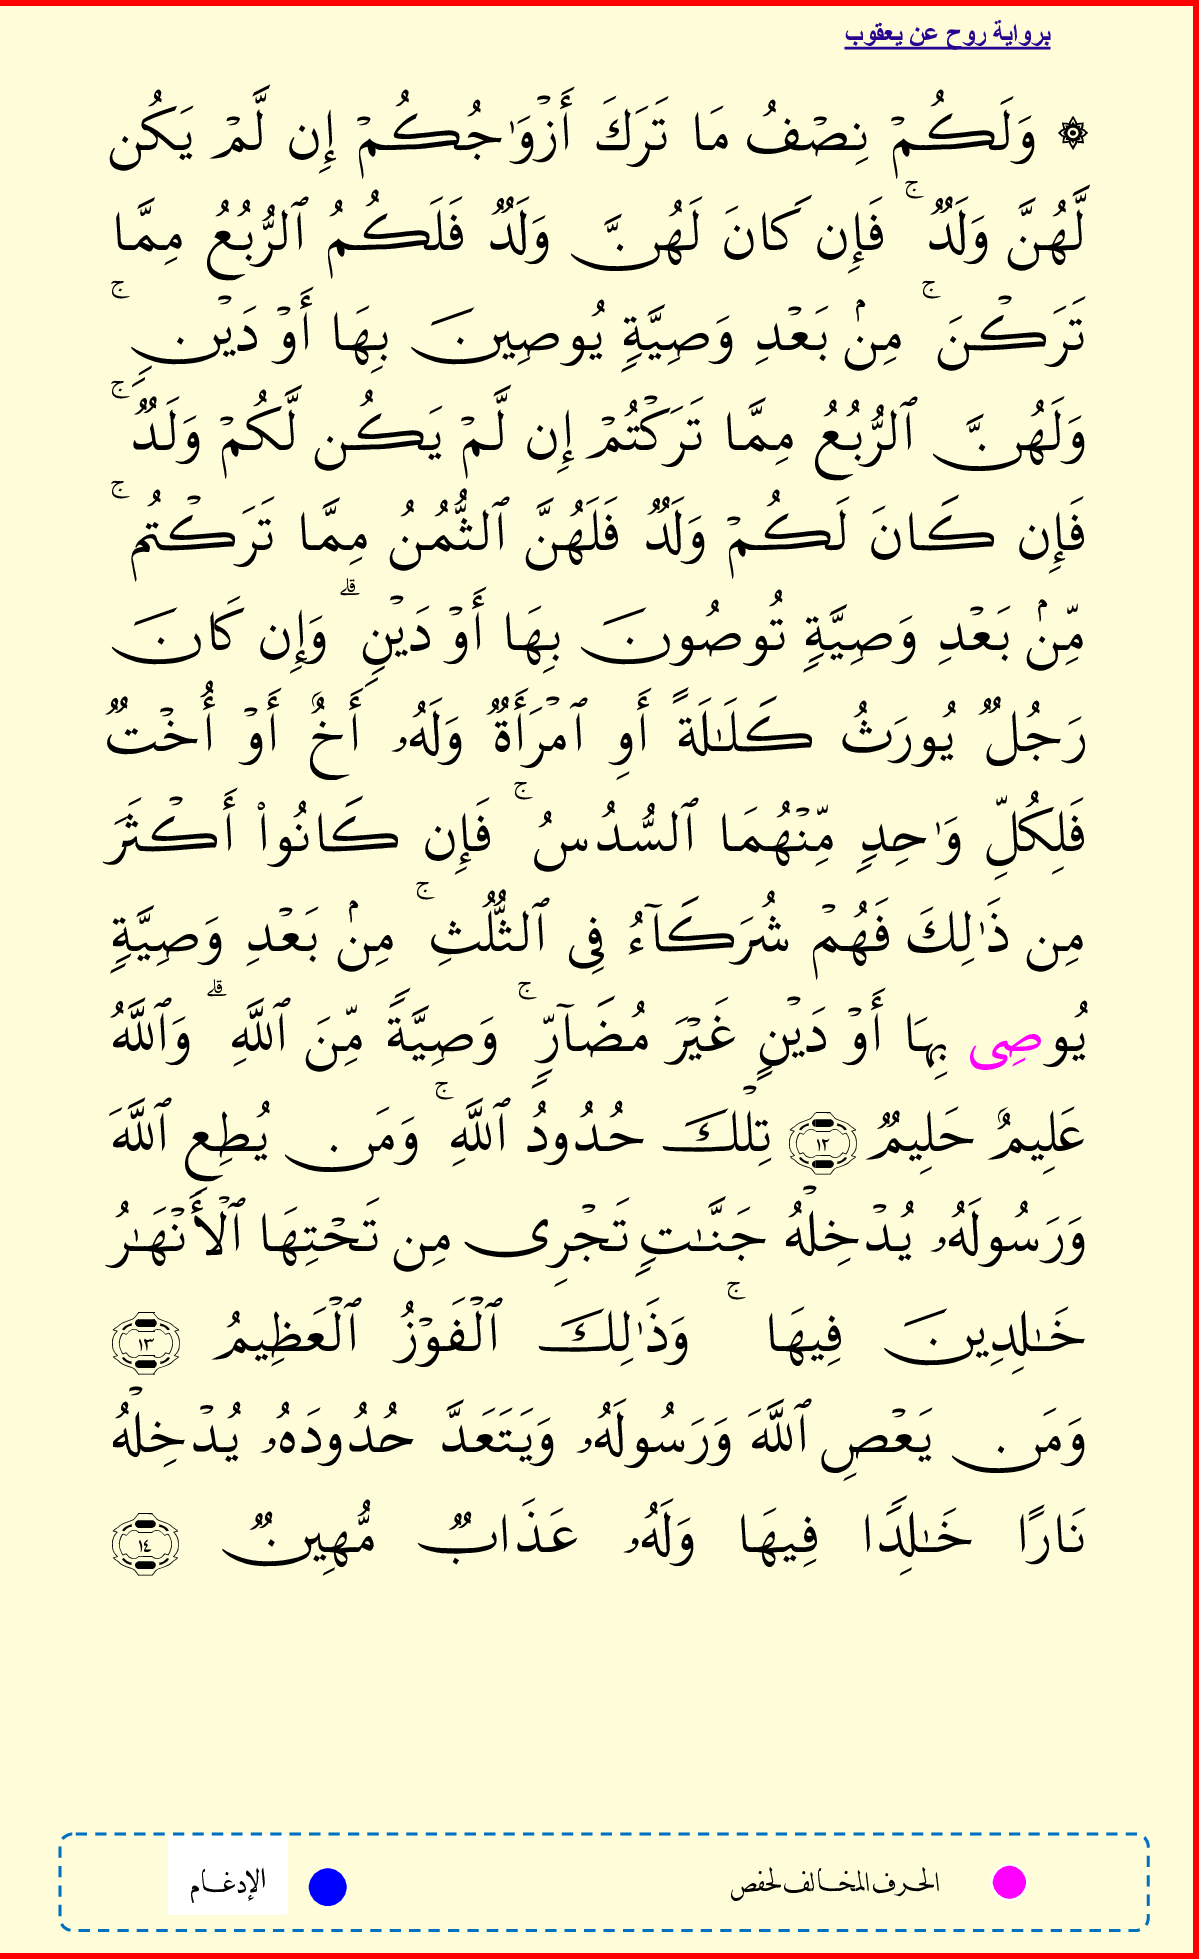 برواية روح عن يعقوب
۞ وَلَكُمۡ نِصۡفُ مَا تَرَكَ أَزۡوَٰجُكُمۡ إِن لَّمۡ يَكُن
لَّهُنَّ وَلَدٞۚ فَإِن كَانَ لَهُنَّ وَلَدٞ فَلَكُمُ ٱلرُّبُعُ مِمَّا
تَرَكۡنَۚ مِنۢ بَعۡدِ وَصِيَّةٖ يُوصِينَ بِهَا أَوۡ دَيۡنٖۚ
وَلَهُنَّ ٱلرُّبُعُ مِمَّا تَرَكۡتُمۡ إِن لَّمۡ يَكُن لَّكُمۡ وَلَدٞۚ
فَإِن كَانَ لَكُمۡ وَلَدٞ فَلَهُنَّ ٱلثُّمُنُ مِمَّا تَرَكۡتُمۚ
مِّنۢ بَعۡدِ وَصِيَّةٖ تُوصُونَ بِهَا أَوۡ دَيۡنٖۗ وَإِن كَانَ
رَجُلٞ يُورَثُ كَلَٰلَةً أَوِ ٱمۡرَأَةٞ وَلَهُۥ أَخٌ أَوۡ أُخۡتٞ
فَلِكُلِّ وَٰحِدٖ مِّنۡهُمَا ٱلسُّدُسُۚ فَإِن كَانُواْ أَكۡثَرَ
مِن ذَٰلِكَ فَهُمۡ شُرَكَآءُ فِي ٱلثُّلُثِۚ مِنۢ بَعۡدِ وَصِيَّةٖ
يُوصِي بِهَا أَوۡ دَيۡنٍ غَيۡرَ مُضَآرّٖۚ وَصِيَّةٗ مِّنَ ٱللَّهِۗ وَٱللَّهُ
عَلِيمٌ حَلِيمٞ ١٢ تِلۡكَ حُدُودُ ٱللَّهِۚ وَمَن يُطِعِ ٱللَّهَ
وَرَسُولَهُۥ يُدۡخِلۡهُ جَنَّٰتٖ تَجۡرِي مِن تَحۡتِهَا ٱلۡأَنۡهَٰرُ
خَٰلِدِينَ فِيهَاۚ وَذَٰلِكَ ٱلۡفَوۡزُ ٱلۡعَظِيمُ ١٣
وَمَن يَعۡصِ ٱللَّهَ وَرَسُولَهُۥ وَيَتَعَدَّ حُدُودَهُۥ يُدۡخِلۡهُ
نَارًا خَٰلِدٗا فِيهَا وَلَهُۥ عَذَابٞ مُّهِينٞ ١٤
الحرف المخالف لحفص
الإدغام